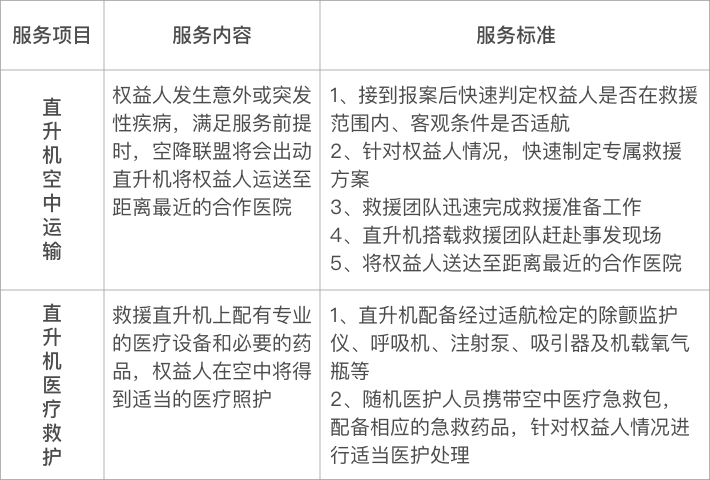 服务项目
服务内容
服务标准
直升机空中运输
权益人发生意外或突发
性疾病，满足服务前提
时，空降联盟将会出动
直升机将权益人运送至
距离最近的合作医院
1、接到报案后快速判定权益人是否在救援
范围内、客观条件是否适航
2、针对权益人情况，快速制定专属救援
方案
3、救援团队迅速完成救援准备工作
4、直升机搭载救援团队赶赴事发现场
5、将权益人送达至距离最近的合作医院
直升机医疗救护
救援直升机上配有专业
的医疗设备和必要的药
品，权益人在空中将得
到适当的医疗照护
1、直升机配备经过适航检定的除颤监护
仪、呼吸机、注射泵、吸引器及机载氧气
瓶等
2、随机医护人员携带空中医疗急救包，
配备相应的急救药品，针对权益人情况进
行适当医护处理